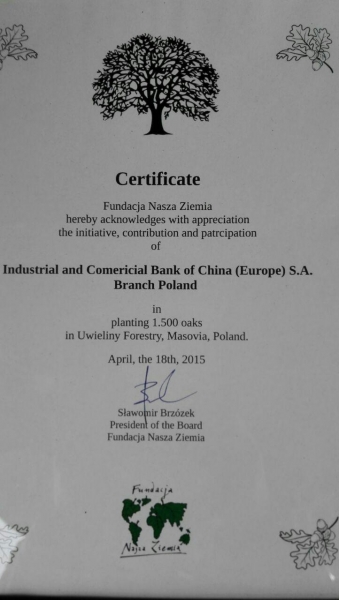 Certificate
Fundacja Nasza Ziemia
hereby acknowledges with appreciation
the initiative, contribution and patrcipation
of
Industrial and Comericial Bank of China (Europe) S.A.
Branch Poland
in
planting 1.500 oaks
in Uwieliny Forestry, Masovia, Poland.
April, the 18th, 2015
Sławomir Brzózek
President of the Board
Fundacja Nasza Ziemia
Fundacja
Nasza Ziemia